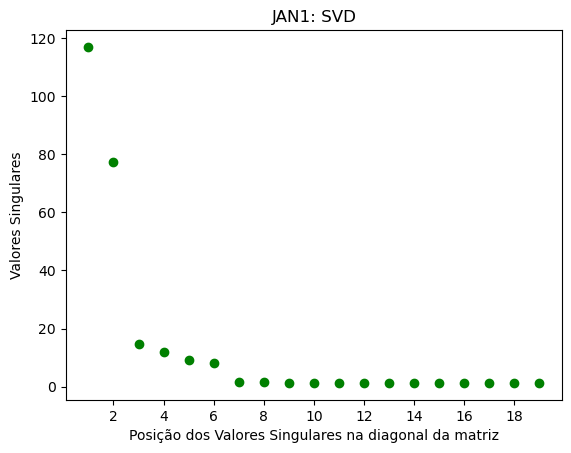 JAN1: SVD
120
100
80
60
40
20
0
Valores Singulares
2 4 6 8 10 12 14 16 18
Posição dos Valores Singulares na diagonal da matriz